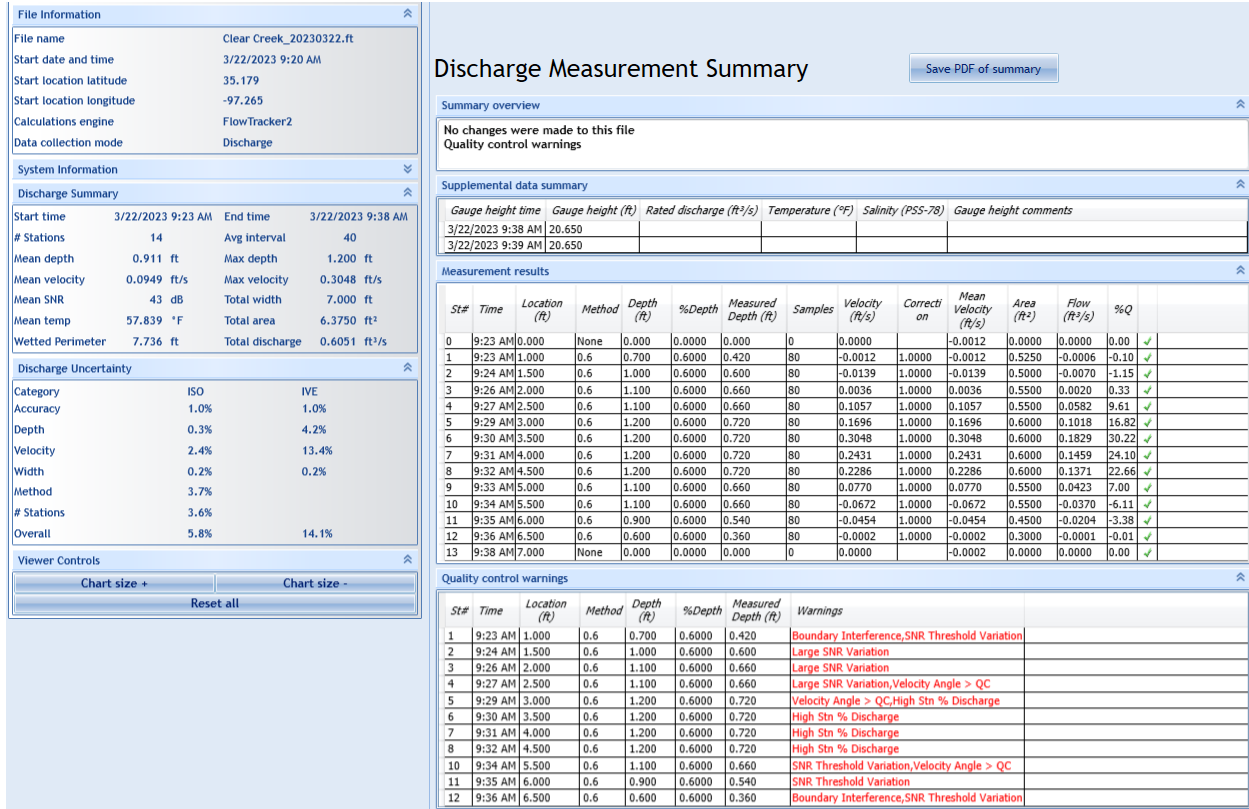 File Information
File name Clear Creek_20230322.ft
Start date and time 3/22/2023 9:20 AM
Start location latitude 35.179
Start location longitude -97.265
Calculations engine FlowTracker2
Data collection mode Discharge
System Information
Discharge Summary
Start time 3/22/2023 9:23 AM End time 3/22/2023 9:38 AM
# Stations 14 Avg interval 40
Mean depth 0.911 ft Max depth 1.200 ft
Mean velocity 0.0949 ft/s Max velocity 0.3048 ft/s
Mean SNR 43 dB Total width 7.000 ft
Mean temp 57.839 °F Total area 6.3750 ft²
Wetted Perimeter 7.736 ft Total discharge 0.6051 ft³/s
Discharge Uncertainty
Category ISO IVE
Accuracy 1.0% 1.0%
Depth 0.3% 4.2%
Velocity 2.4% 13.4%
Width 0.2% 0.2%
Method 3.7%
# Stations 3.6%
Overall 5.8% 14.1%
Viewer Controls
Chart size + Chart size -
Reset all
Discharge Measurement Summary
Save PDF of summary
Summary overview
No changes were made to this file
Quality control warnings
Supplemental data summary
Gauge height time Gauge height (ft) Rated discharge (ft³/s) Temperature (°F) Salinity (PSS-78) Gauge height comments
3/22/2023 9:38 AM 20.650
3/22/2023 9:39 AM 20.650
Measurement results
St# Time Location (ft) Method Depth (ft) %Depth Measured Depth (ft) Samples Velocity (ft/s) Correcti on Mean Velocity (ft/s) Area (ft²) Flow (ft³/s) %Q
0 9:23 AM 0.000 None 0.000 0.0000 0.000 0 0.0000 -0.0012 0.0000 0.0000 0.00
1 9:23 AM 1.000 0.6 0.700 0.6000 0.420 80 -0.0012 1.0000 -0.0012 0.5250 -0.0006 -0.10
2 9:24 AM 1.500 0.6 1.000 0.6000 0.600 80 -0.0139 1.0000 -0.0139 0.5000 -0.0070 -1.15
3 9:26 AM 2.000 0.6 1.100 0.6000 0.660 80 0.0036 1.0000 0.0036 0.5500 0.0020 0.33
4 9:27 AM 2.500 0.6 1.100 0.6000 0.660 80 0.1057 1.0000 0.1057 0.5500 0.0582 9.61
5 9:29 AM 3.000 0.6 1.200 0.6000 0.720 80 0.1696 1.0000 0.1696 0.6000 0.1018 16.82
6 9:30 AM 3.500 0.6 1.200 0.6000 0.720 80 0.3048 1.0000 0.3048 0.6000 0.1829 30.22
7 9:31 AM 4.000 0.6 1.200 0.6000 0.720 80 0.2431 1.0000 0.2431 0.6000 0.1459 24.10
8 9:32 AM 4.500 0.6 1.200 0.6000 0.720 80 0.2286 1.0000 0.2286 0.6000 0.1371 22.66
9 9:33 AM 5.000 0.6 1.100 0.6000 0.660 80 0.0770 1.0000 0.0770 0.5500 0.0423 7.00
10 9:34 AM 5.500 0.6 1.100 0.6000 0.660 80 -0.0672 1.0000 -0.0672 0.5500 -0.0370 -6.11
11 9:35 AM 6.000 0.6 0.900 0.6000 0.540 80 -0.0454 1.0000 -0.0454 0.4500 -0.0204 -3.38
12 9:36 AM 6.500 0.6 0.600 0.6000 0.360 80 -0.0002 1.0000 -0.0002 0.3000 -0.0001 -0.01
13 9:38 AM 7.000 None 0.000 0.0000 0.000 0 0.0000 -0.0002 0.0000 0.0000 0.00
Quality control warnings
St# Time Location (ft) Method Depth (ft) %Depth Measured Depth (ft) Warnings
1 9:23 AM 1.000 0.6 0.700 0.6000 0.420 Boundary Interference,SNR Threshold Variation
2 9:24 AM 1.500 0.6 1.000 0.6000 0.600 Large SNR Variation
3 9:26 AM 2.000 0.6 1.100 0.6000 0.660 Large SNR Variation
4 9:27 AM 2.500 0.6 1.100 0.6000 0.660 Large SNR Variation,Velocity Angle > QC
5 9:29 AM 3.000 0.6 1.200 0.6000 0.720 Velocity Angle > QC,High Stn % Discharge
6 9:30 AM 3.500 0.6 1.200 0.6000 0.720 High Stn % Discharge
7 9:31 AM 4.000 0.6 1.200 0.6000 0.720 High Stn % Discharge
8 9:32 AM 4.500 0.6 1.200 0.6000 0.720 High Stn % Discharge
10 9:34 AM 5.500 0.6 1.100 0.6000 0.660 SNR Threshold Variation,Velocity Angle > QC
11 9:35 AM 6.000 0.6 0.900 0.6000 0.540 SNR Threshold Variation
12 9:36 AM 6.500 0.6 0.600 0.6000 0.360 Boundary Interference,SNR Threshold Variation